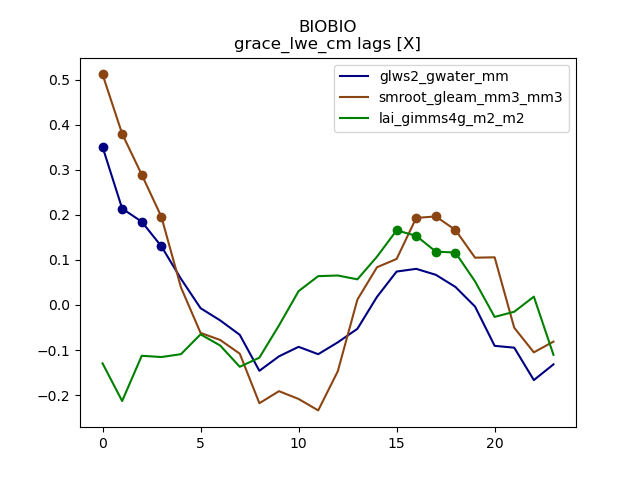 BIOBIO
grace_lwe_cm lags [X]
glws2_gwater_mm
smroot_gleam_mm3_mm3
lai_gimms4g_m2_m2
0.5
0.4
0.3
0.2
0.1
0.0
−0.1
−0.2
0 5 10 15 20